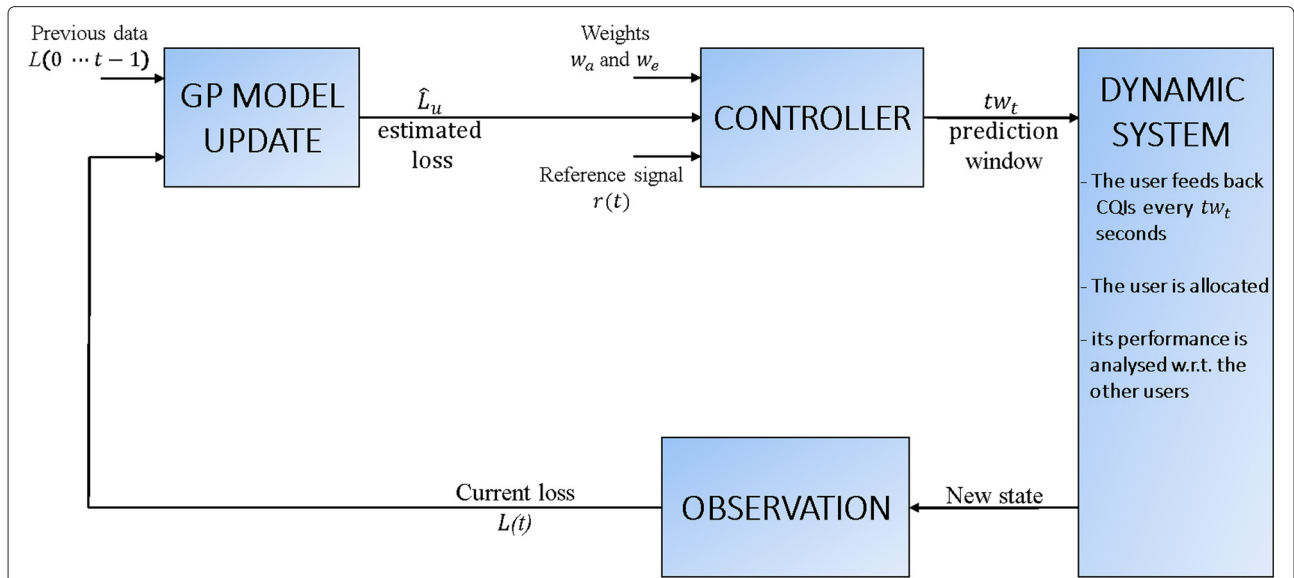 Previous data
L(0 ⋯ t − 1)
GP MODEL
UPDATE
L̂ᵤ
estimated
loss
Weights
wₐ and wₑ
Reference signal
r(t)
CONTROLLER
twₜ
prediction
window
DYNAMIC
SYSTEM
- The user feeds back
CQIs every twₜ
seconds
- The user is allocated
- its performance is
analysed w.r.t. the
other users
New state
OBSERVATION
Current loss
L(t)